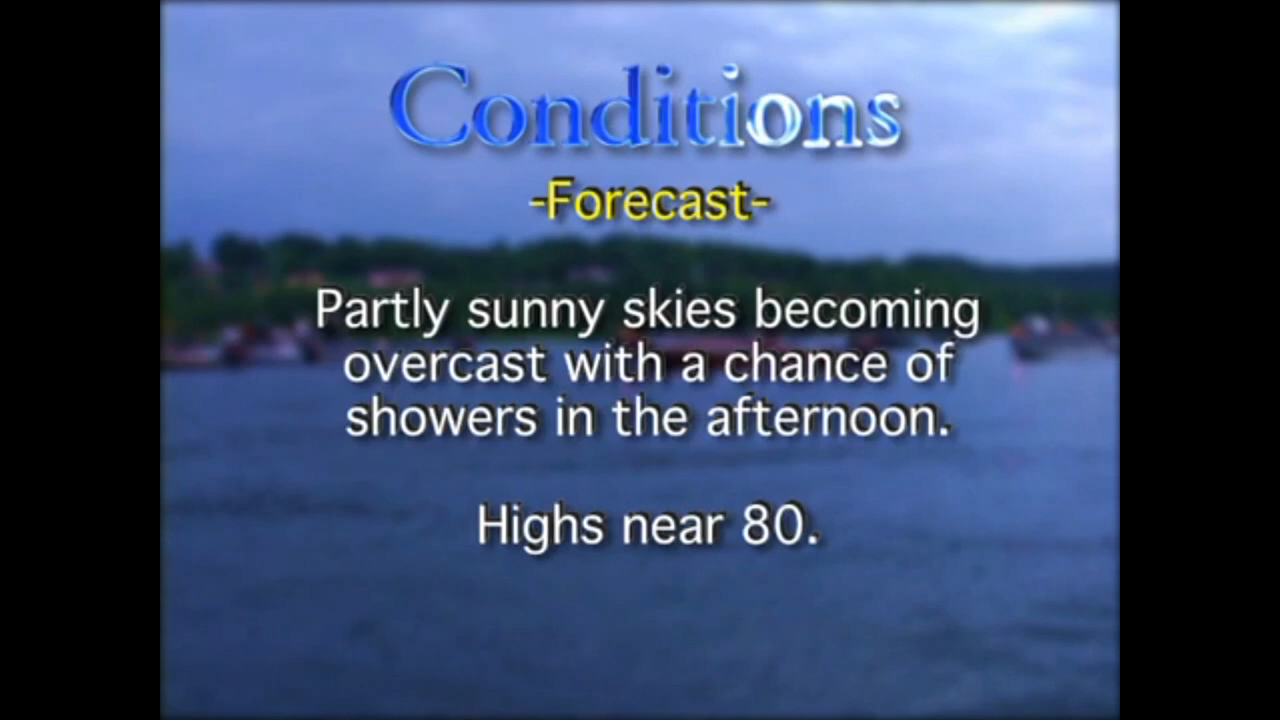 Conditions
-Forecast-
Partly sunny skies becoming
overcast with a chance of
showers in the afternoon.
Highs near 80.